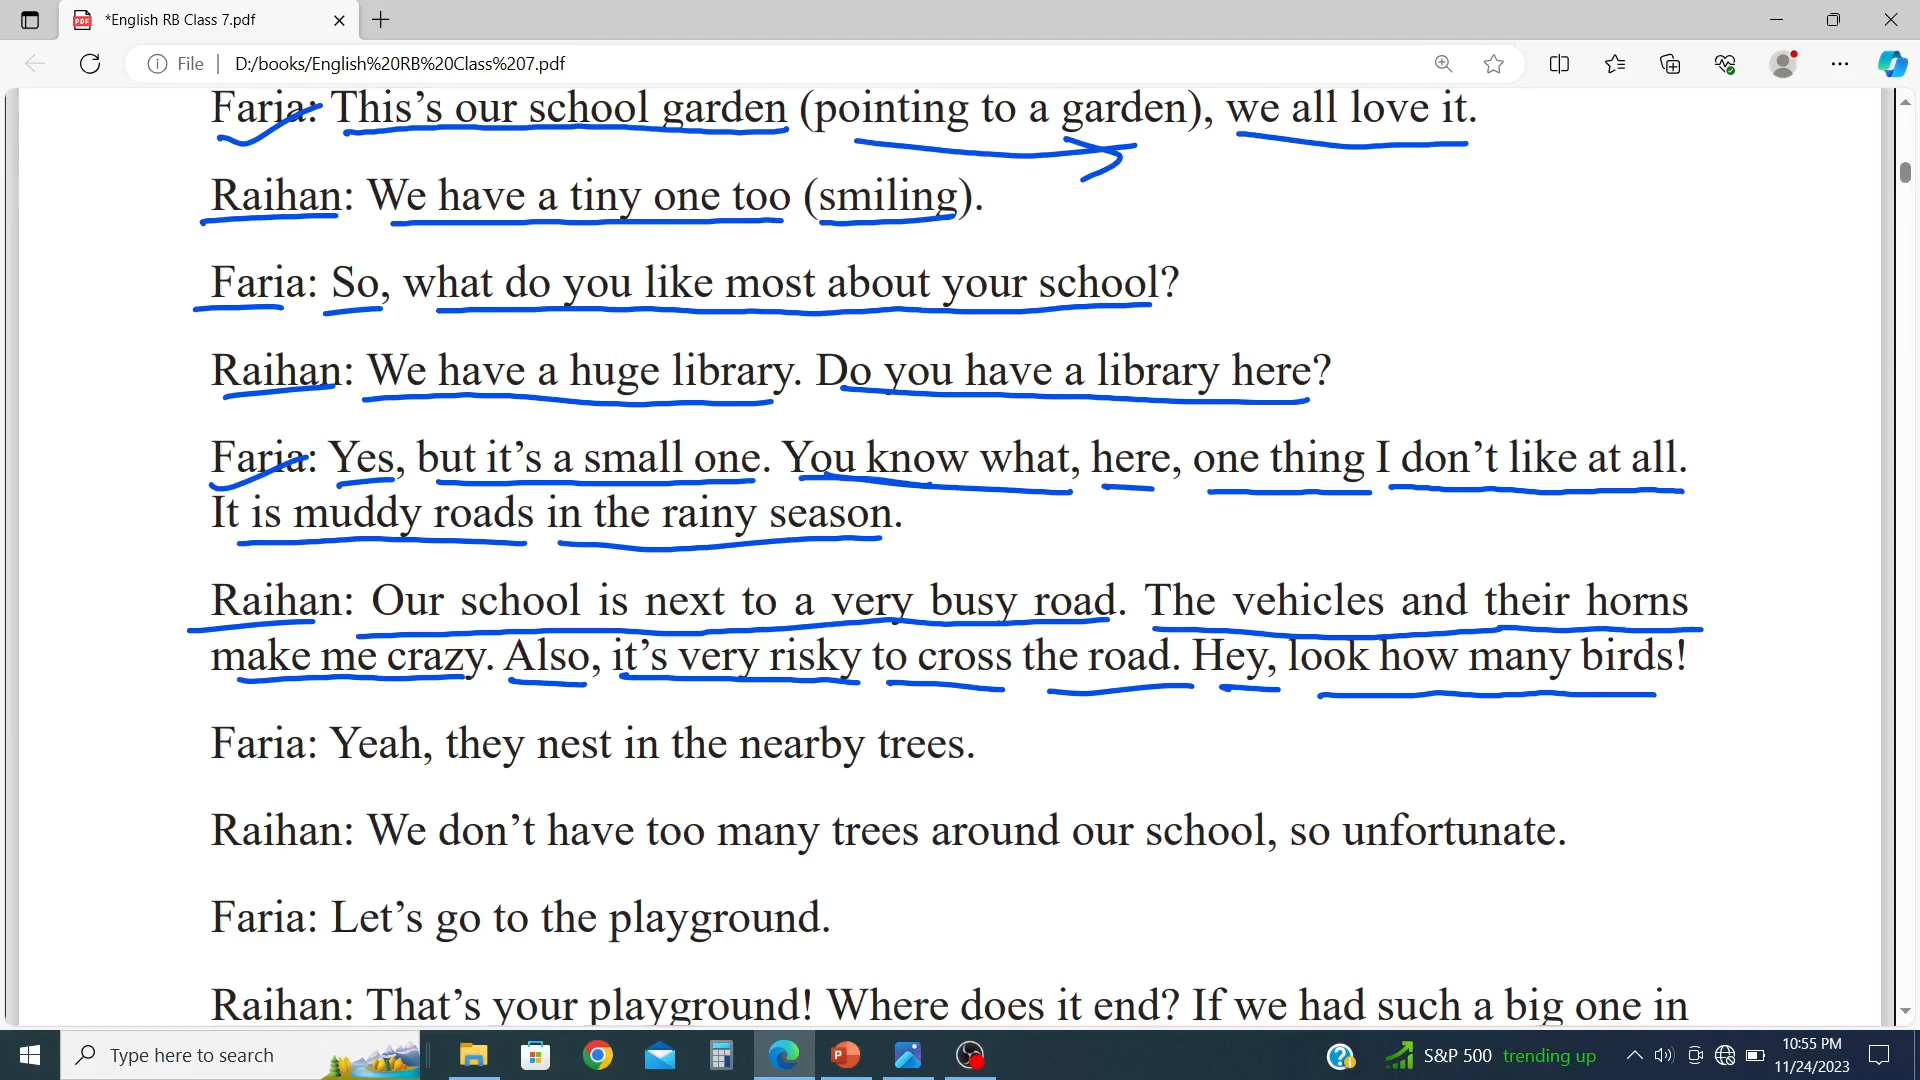 *English RB Class 7.pdf
File
D:/books/English%20RB%20Class%207.pdf
Faria: This’s our school garden (pointing to a garden), we all love it.
Raihan: We have a tiny one too (smiling).
Faria: So, what do you like most about your school?
Raihan: We have a huge library. Do you have a library here?
Faria: Yes, but it’s a small one. You know what, here, one thing I don’t like at all.
It is muddy roads in the rainy season.
Raihan: Our school is next to a very busy road. The vehicles and their horns
make me crazy. Also, it’s very risky to cross the road. Hey, look how many birds!
Faria: Yeah, they nest in the nearby trees.
Raihan: We don’t have too many trees around our school, so unfortunate.
Faria: Let’s go to the playground.
Raihan: That’s your playground! Where does it end? If we had such a big one in
Type here to search
S&P 500 trending up
10:55 PM
11/24/2023